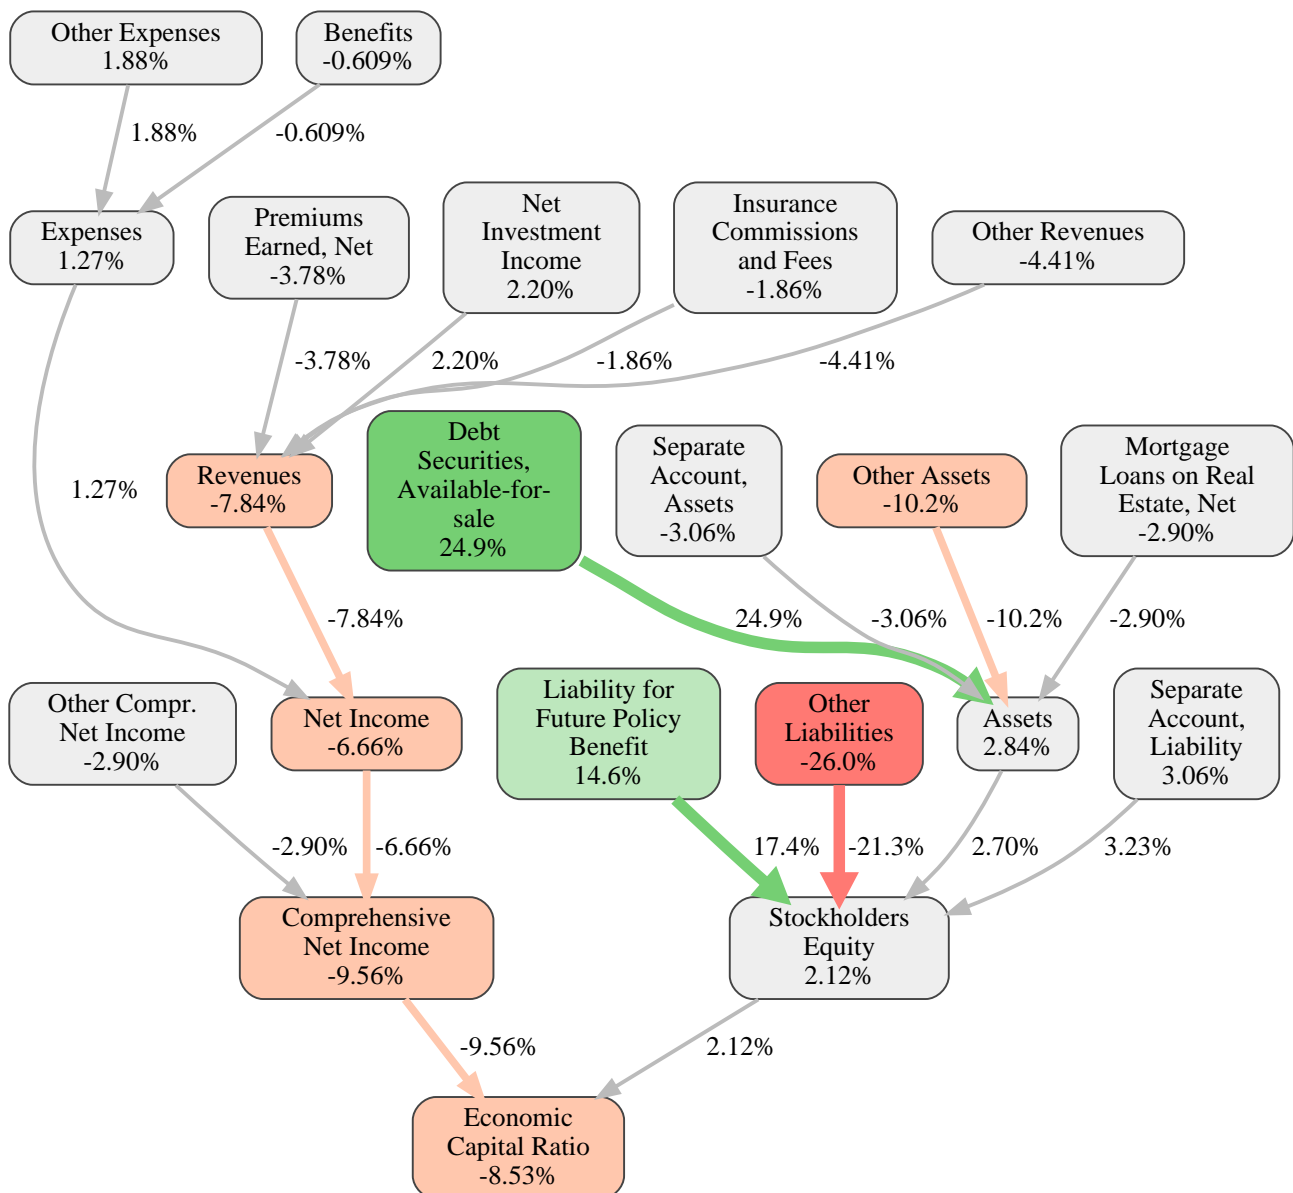 Other Expenses
1.88%
Benefits
-0.609%
1.88%
-0.609%
Expenses
1.27%
Premiums
Earned, Net
-3.78%
Net
Investment
Income
2.20%
Insurance
Commissions
and Fees
-1.86%
Other Revenues
-4.41%
-3.78%
2.20%
-1.86%
-4.41%
1.27%
Revenues
-7.84%
Debt
Securities,
Available-for-
sale
24.9%
Separate
Account,
Assets
-3.06%
Other Assets
-10.2%
Mortgage
Loans on Real
Estate, Net
-2.90%
-7.84%
24.9%
-3.06%
-10.2%
-2.90%
Other Compr.
Net Income
-2.90%
Net Income
-6.66%
Liability for
Future Policy
Benefit
14.6%
Other
Liabilities
-26.0%
Assets
2.84%
Separate
Account,
Liability
3.06%
-2.90%
-6.66%
17.4%
-21.3%
2.70%
3.23%
Comprehensive
Net Income
-9.56%
Stockholders
Equity
2.12%
-9.56%
2.12%
Economic
Capital Ratio
-8.53%